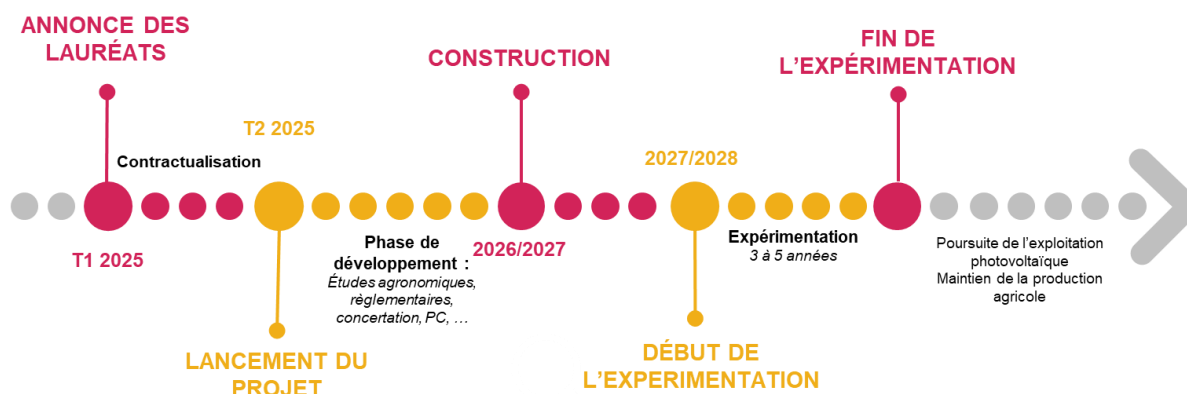 ANNONCE DES
LAURÉATS
CONSTRUCTION
FIN DE
L'EXPÉRIMENTATION
T2 2025
Contractualisation
2027/2028
T1 2025
Phase de
développement :
Études agronomiques,
règlementaires,
concertation, PC, …
2026/2027
Expérimentation
3 à 5 années
Poursuite de l'exploitation
photovoltaïque
Maintien de la production
agricole
LANCEMENT DU
PROJET
DÉBUT DE
L'EXPERIMENTATION